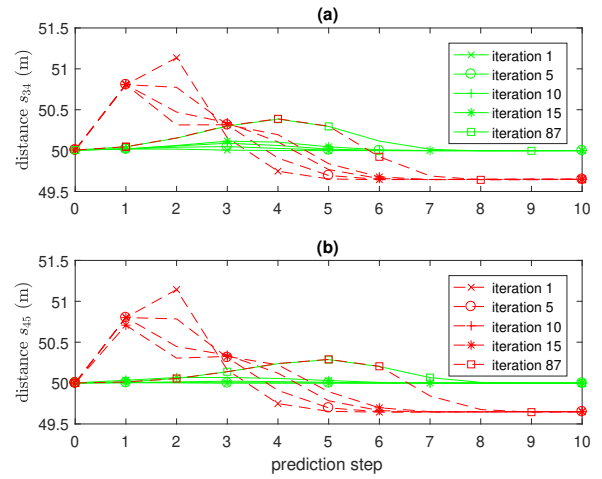 (a)
51.5
51
50.5
50
49.5
distance s34 (m)
iteration 1
iteration 5
iteration 10
iteration 15
iteration 87
0 1 2 3 4 5 6 7 8 9 10
(b)
51.5
51
50.5
50
49.5
distance s45 (m)
iteration 1
iteration 5
iteration 10
iteration 15
iteration 87
0 1 2 3 4 5 6 7 8 9 10
prediction step